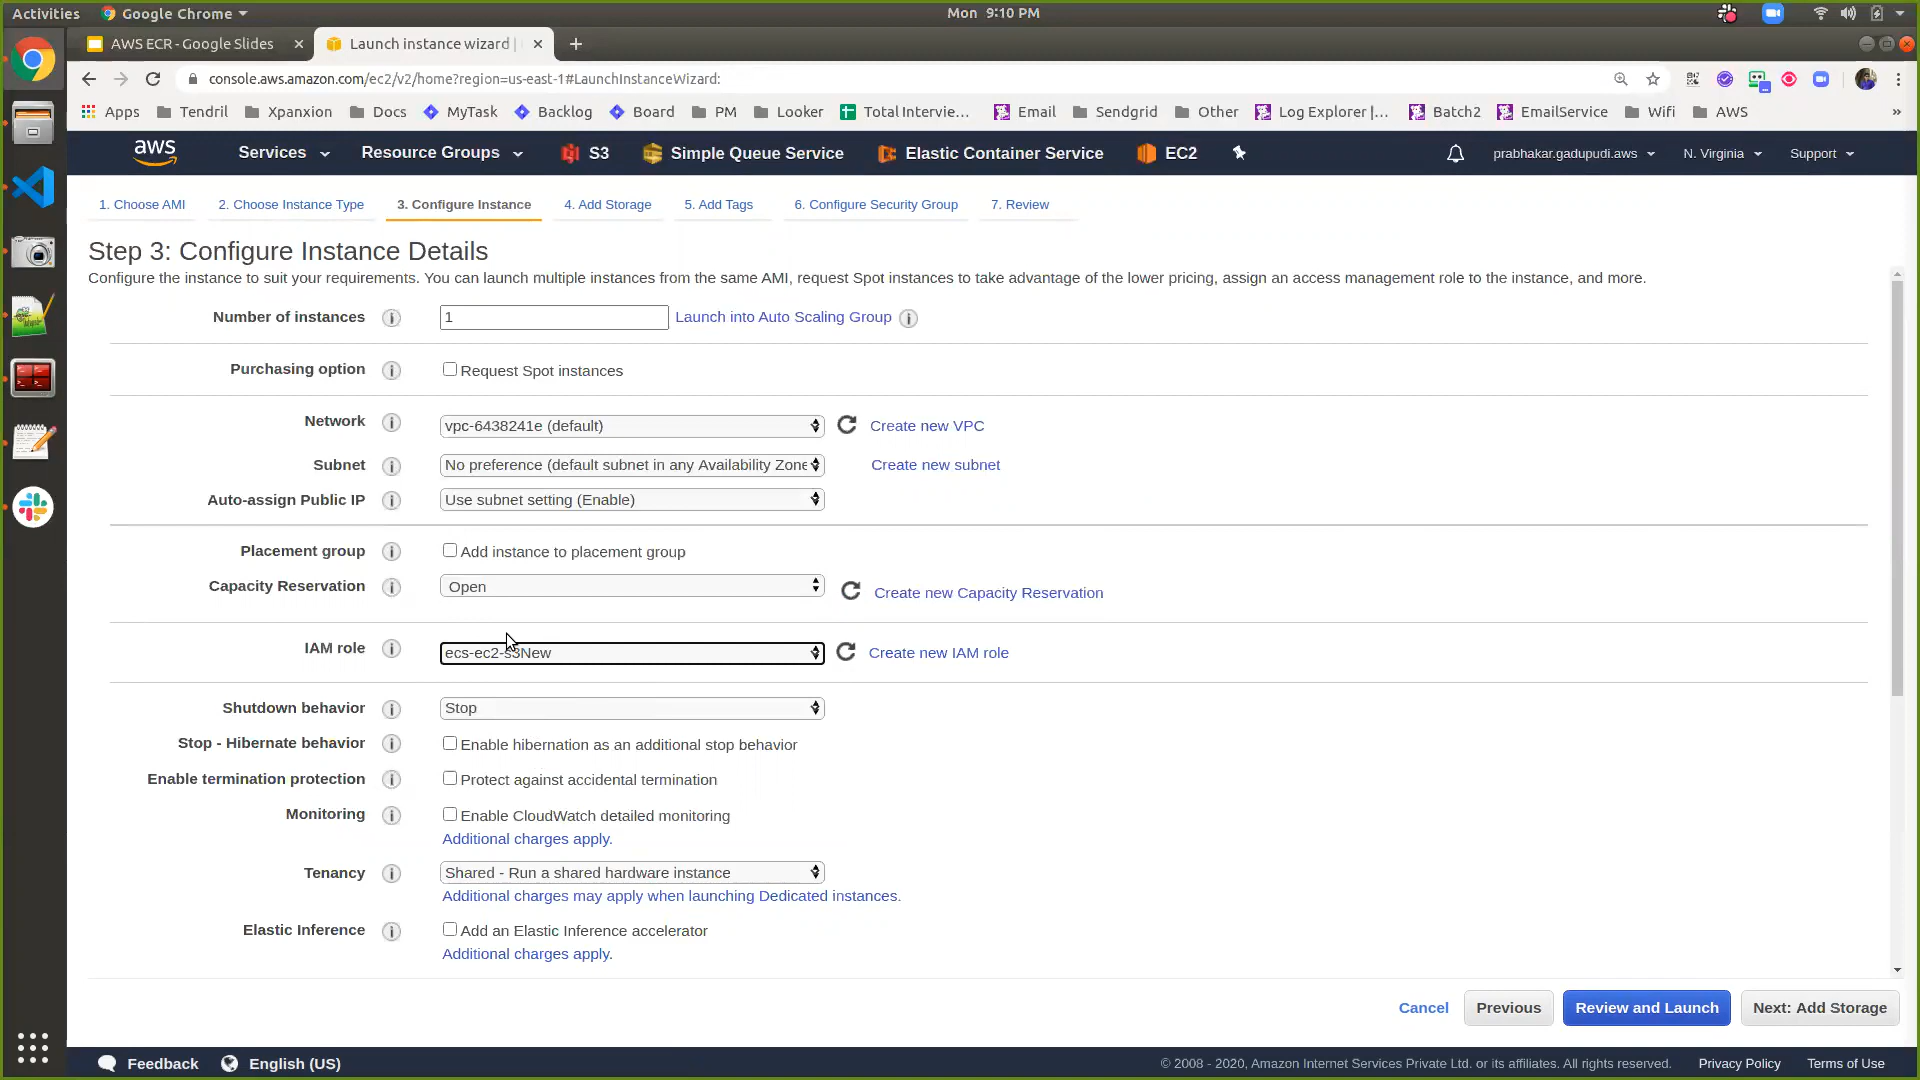 Activities Google Chrome Mon 9:10 PM
AWS ECR - Google Slides Launch instance wizard |
console.aws.amazon.com/ec2/v2/home?region=us-east-1#LaunchInstanceWizard:
Apps Tendril Xpanxion Docs MyTask Backlog Board PM Looker Total Intervie... Email Sendgrid Other Log Explorer |... Batch2 EmailService Wifi AWS »
aws Services Resource Groups S3 Simple Queue Service Elastic Container Service EC2 prabhakar.gadupudi.aws N. Virginia Support
1. Choose AMI 2. Choose Instance Type 3. Configure Instance 4. Add Storage 5. Add Tags 6. Configure Security Group 7. Review
Step 3: Configure Instance Details
Configure the instance to suit your requirements. You can launch multiple instances from the same AMI, request Spot instances to take advantage of the lower pricing, assign an access management role to the instance, and more.
Number of instances 1 Launch into Auto Scaling Group
Purchasing option Request Spot instances
Network vpc-6438241e (default) Create new VPC
Subnet No preference (default subnet in any Availability Zone Create new subnet
Auto-assign Public IP Use subnet setting (Enable)
Placement group Add instance to placement group
Capacity Reservation Open Create new Capacity Reservation
IAM role ecs-ec2-s3New Create new IAM role
Shutdown behavior Stop
Stop - Hibernate behavior Enable hibernation as an additional stop behavior
Enable termination protection Protect against accidental termination
Monitoring Enable CloudWatch detailed monitoring
Additional charges apply.
Tenancy Shared - Run a shared hardware instance
Additional charges may apply when launching Dedicated instances.
Elastic Inference Add an Elastic Inference accelerator
Additional charges apply.
Cancel Previous Review and Launch Next: Add Storage
Feedback English (US) © 2008 - 2020, Amazon Internet Services Private Ltd. or its affiliates. All rights reserved. Privacy Policy Terms of Use